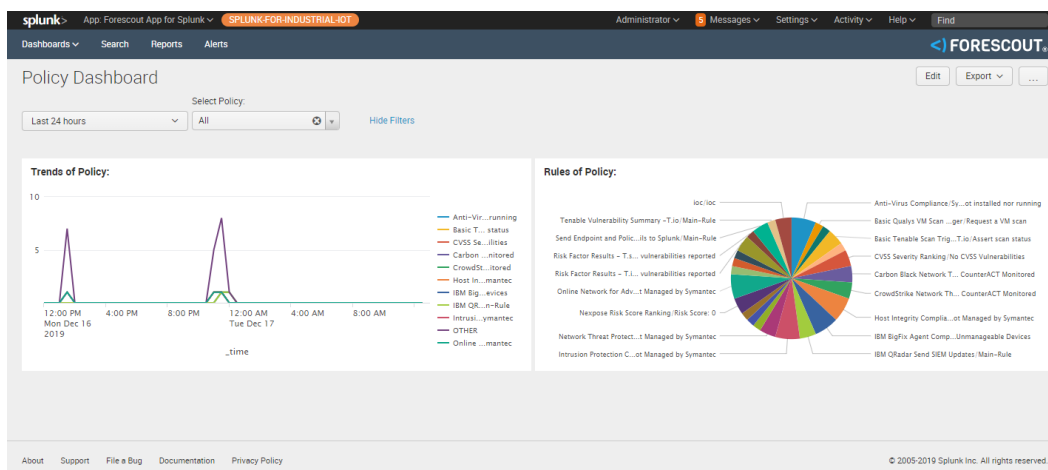 splunk> App: Forescout App for Splunk SPLUNK-FOR-INDUSTRIAL-IOT Administrator 5 Messages Settings Activity Help Find
Dashboards Search Reports Alerts <) FORESCOUT®
Policy Dashboard Edit Export ...
Select Policy:
Last 24 hours All Hide Filters
Trends of Policy:
10
5
12:00 PM 4:00 PM 8:00 PM 12:00 AM 4:00 AM 8:00 AM
Mon Dec 16 Tue Dec 17
2019
_time
Anti-Vir...running
Basic T... status
CVSS Se...ilities
Carbon ...nitored
CrowdSt...itored
Host In...mantec
IBM Big...evices
IBM QR...n-Rule
Intrusi...ymantec
OTHER
Online ...mantec
Rules of Policy:
ioc/ioc
Tenable Vulnerability Summary -T.io/Main-Rule
Send Endpoint and Polic...ils to Splunk/Main-Rule
Risk Factor Results - T.i... vulnerabilities reported
Risk Factor Results - T.i... vulnerabilities reported
Online Network for Adv...t Managed by Symantec
Nexpose Risk Score Ranking/Risk Score: 0
Network Threat Protect...t Managed by Symantec
Intrusion Protection C...ot Managed by Symantec
Anti-Virus Compliance/Sy...ot installed nor running
Basic Qualys VM Scan ...ger/Request a VM scan
Basic Tenable Scan Trig...T.io/Assert scan status
CVSS Severity Ranking/No CVSS Vulnerabilities
Carbon Black Network T... CounterACT Monitored
CrowdStrike Network Th... CounterACT Monitored
Host Integrity Complia...ot Managed by Symantec
IBM BigFix Agent Comp...Unmanageable Devices
IBM QRadar Send SIEM Updates/Main-Rule
About Support File a Bug Documentation Privacy Policy © 2005-2019 Splunk Inc. All rights reserved.